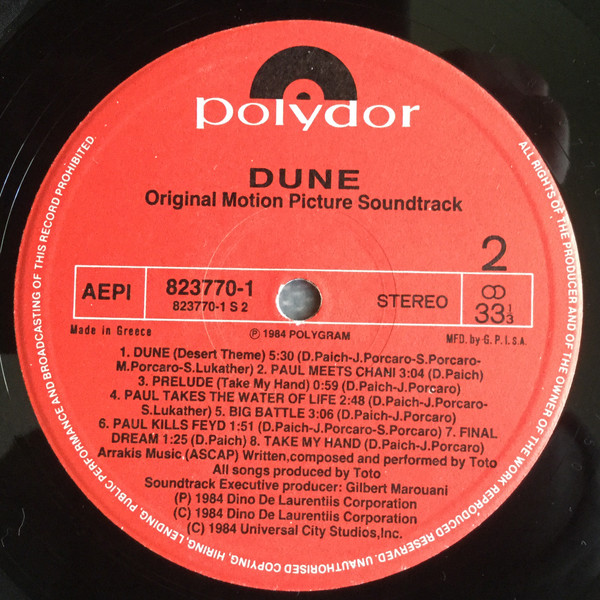 polydor
DUNE
Original Motion Picture Soundtrack
2
AEPI
823770-1
823770-1 S 2
STEREO
33 1/3
Made in Greece
Ⓟ 1984 POLYGRAM
MFD. by G. P. I. S.A.
1. DUNE (Desert Theme) 5:30 (D.Paich-J.Porcaro-S.Porcaro-
M.Porcaro-S.Lukather) 2. PAUL MEETS CHANI 3:04 (D.Paich)
3. PRELUDE (Take My Hand) 0:59 (D.Paich-J.Porcaro)
4. PAUL TAKES THE WATER OF LIFE 2:48 (D.Paich-J.Porcaro-
S.Lukather) 5. BIG BATTLE 3:06 (D.Paich)
6. PAUL KILLS FEYD 1:51 (D.Paich-J.Porcaro-S.Porcaro) 7. FINAL
DREAM 1:25 (D.Paich) 8. TAKE MY HAND (D.Paich-J.Porcaro)
Arrakis Music (ASCAP) Written,composed and performed by Toto
All songs produced by Toto
Soundtrack Executive producer: Gilbert Marouani
(P) 1984 Dino De Laurentiis Corporation
(C) 1984 Dino De Laurentiis Corporation
(C) 1984 Universal City Studios,Inc.
ALL RIGHTS OF THE PRODUCER AND OF THE OWNER OF THE WORK REPRODUCED RESERVED. UNAUTHORISED COPYING, HIRING, LENDING, PUBLIC PERFORMANCE AND BROADCASTING OF THIS RECORD PROHIBITED.